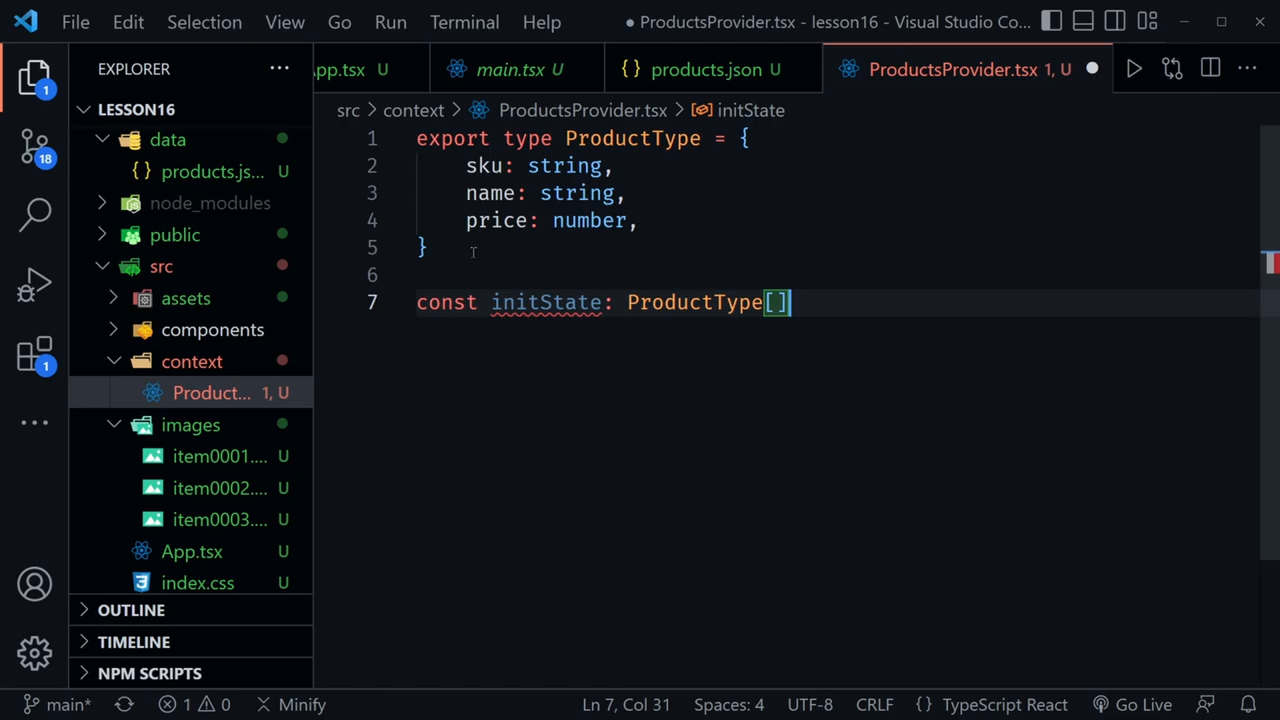 File Edit Selection View Go Run Terminal Help ● ProductsProvider.tsx - lesson16 - Visual Studio Co...
EXPLORER
LESSON16
data
products.js... U
node_modules
public
src
assets
components
context
Product... 1, U
images
item0001.... U
item0002.... U
item0003.... U
App.tsx U
index.css U
OUTLINE
TIMELINE
NPM SCRIPTS
1
18
1
pp.tsx U main.tsx U {} products.json U ProductsProvider.tsx 1, U
src > context > ProductsProvider.tsx > initState
1 export type ProductType = {
2 sku: string,
3 name: string,
4 price: number,
5 }
6
7 const initState: ProductType[]
main* 1 0 Minify Ln 7, Col 31 Spaces: 4 UTF-8 CRLF {} TypeScript React Go Live